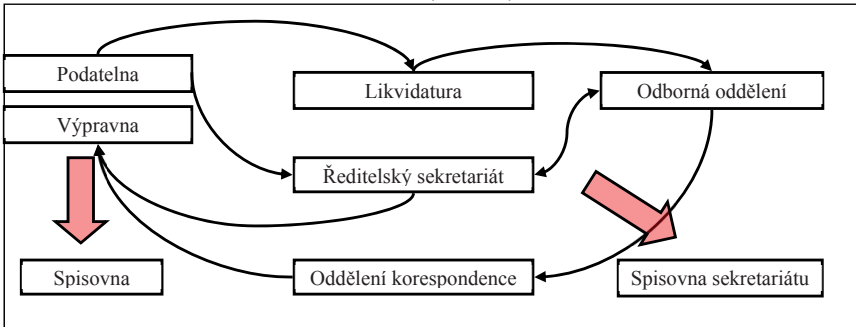 Podatelna
Likvidatura
Odborná oddělení
Výpravna
Ředitelský sekretariát
Spisovna
Oddělení korespondence
Spisovna sekretariátu